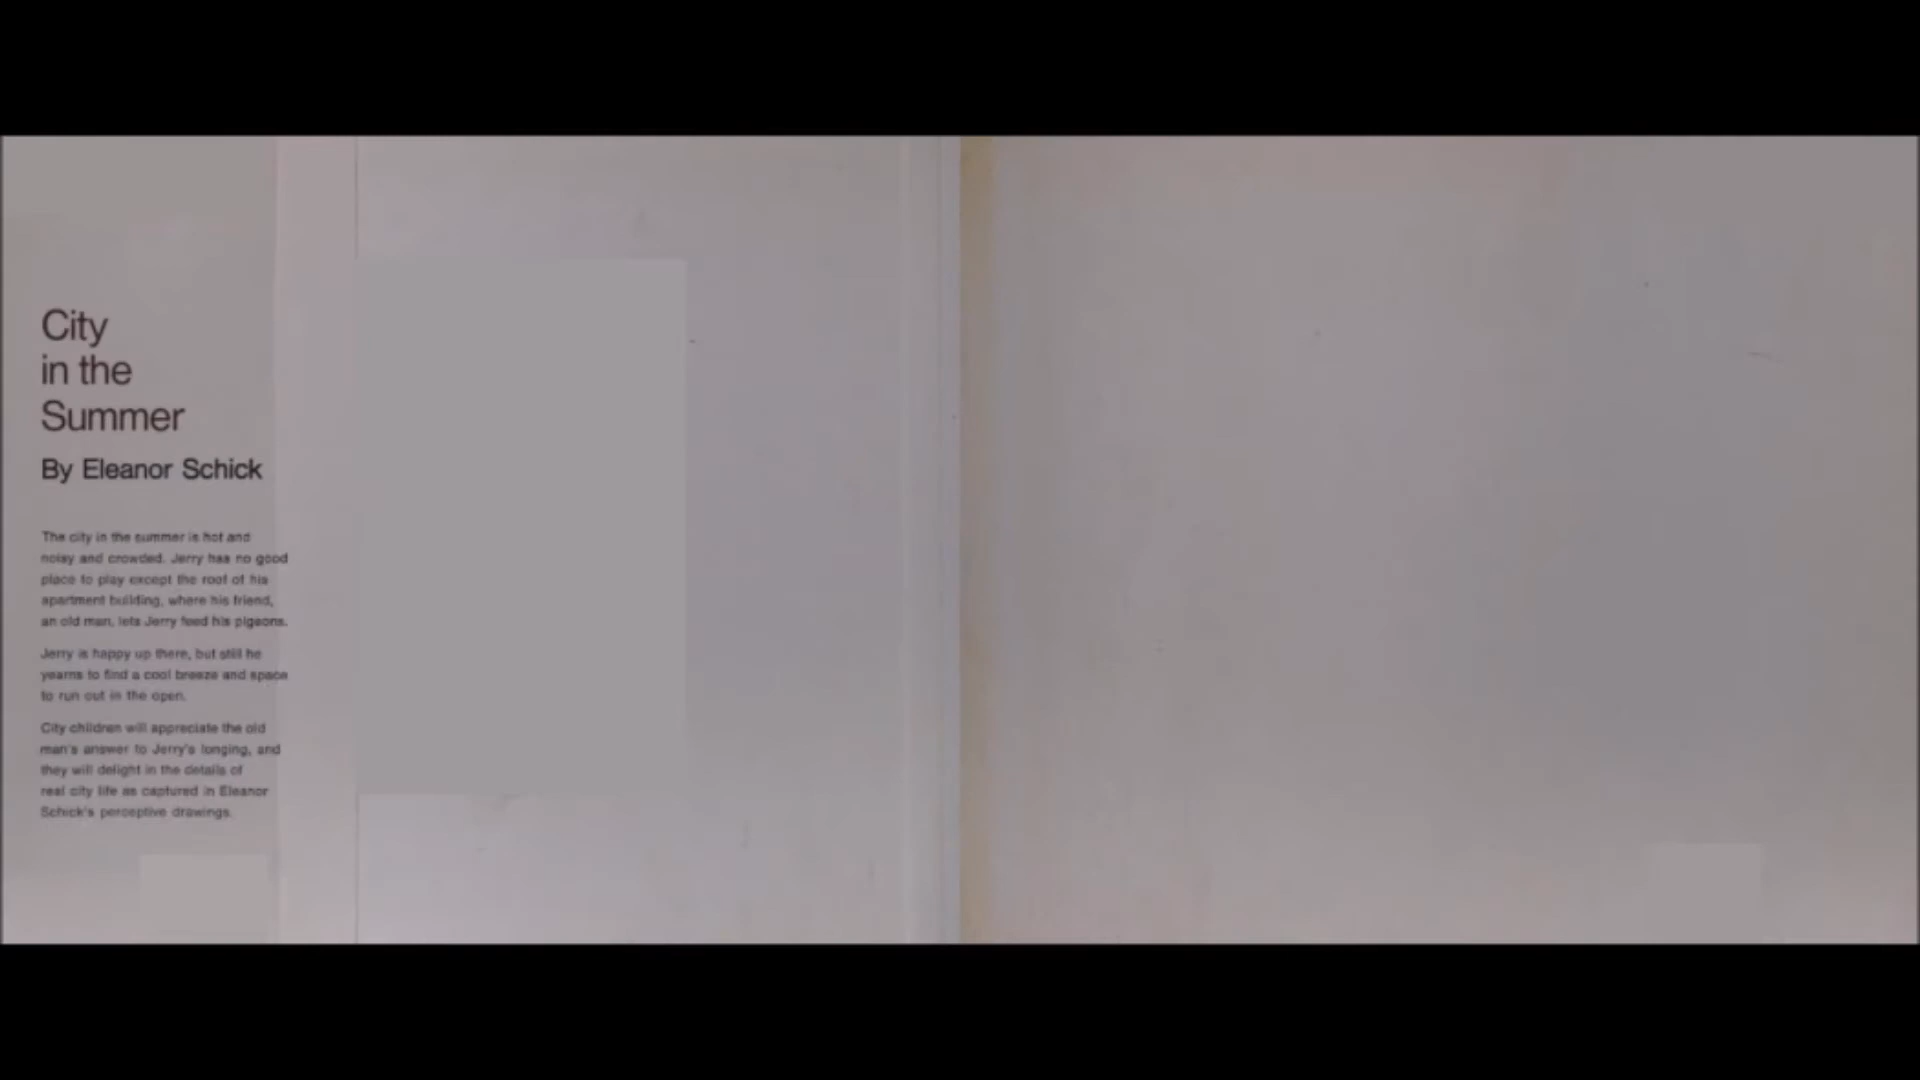 City
in the
Summer
By Eleanor Schick
The city in the summer is hot and
noisy and crowded. Jerry has no good
place to play except the roof of his
apartment building, where his friend,
an old man, lets Jerry feed his pigeons.
Jerry is happy up there, but still he
yearns to find a cool breeze and space
to run out in the open.
City children will appreciate the old
man's answer to Jerry's longing, and
they will delight in the details of
real city life as captured in Eleanor
Schick's perceptive drawings.